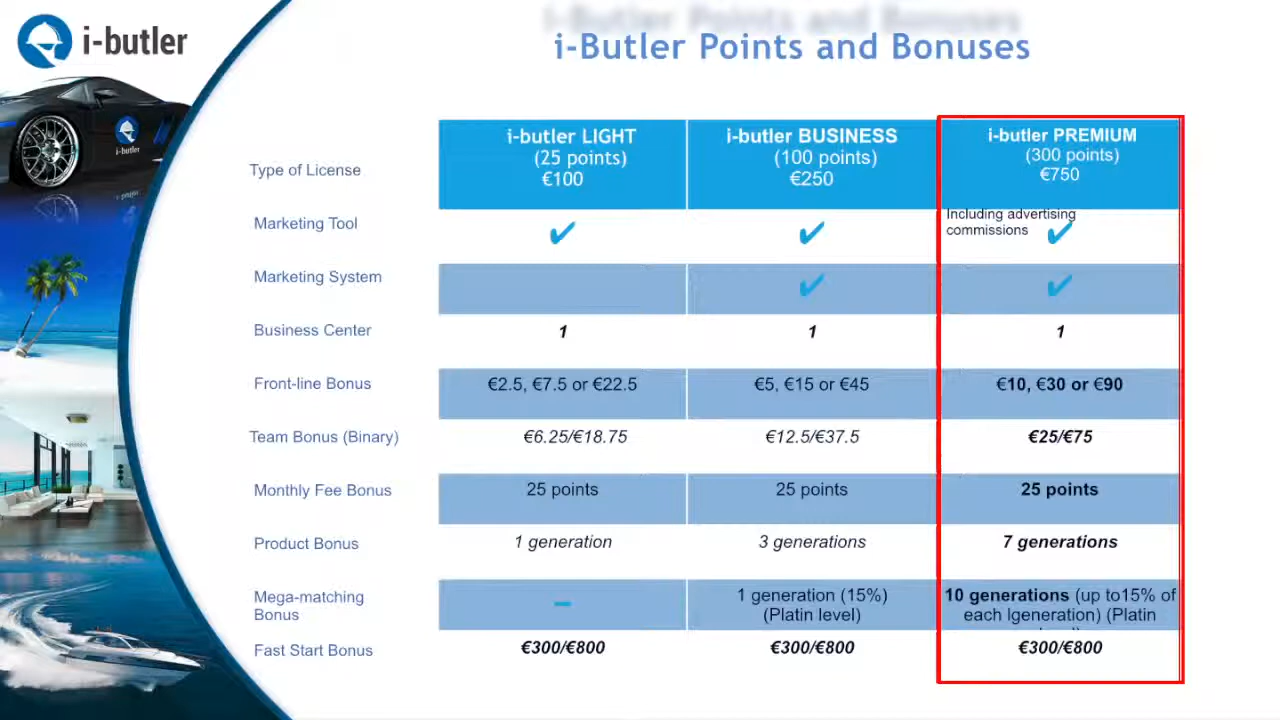 i-butler
i-Butler Points and Bonuses
i-Butler Points and Bonuses
i-butler
Type of License
i-butler LIGHT
(25 points)
€100
i-butler BUSINESS
(100 points)
€250
i-butler PREMIUM
(300 points)
€750
Marketing Tool
✔
✔
Including advertising
commissions ✔
Marketing System
✔
✔
Business Center
1
1
1
Front-line Bonus
€2.5, €7.5 or €22.5
€5, €15 or €45
€10, €30 or €90
Team Bonus (Binary)
€6.25/€18.75
€12.5/€37.5
€25/€75
Monthly Fee Bonus
25 points
25 points
25 points
Product Bonus
1 generation
3 generations
7 generations
Mega-matching
Bonus
–
1 generation (15%)
(Platin level)
10 generations (up to15% of
each lgeneration) (Platin
Fast Start Bonus
€300/€800
€300/€800
€300/€800